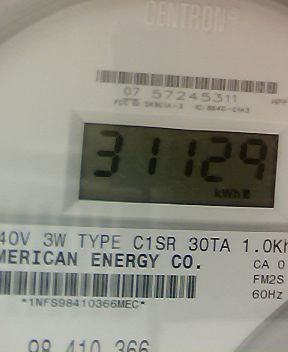 CENTRON®
07 57245311
31129
kWh
40V 3W TYPE C1SR 30TA 1.0Kh
MERICAN ENERGY CO.
CA 0
FM2S
60Hz
*1NFS98410366MEC*
98 410 366